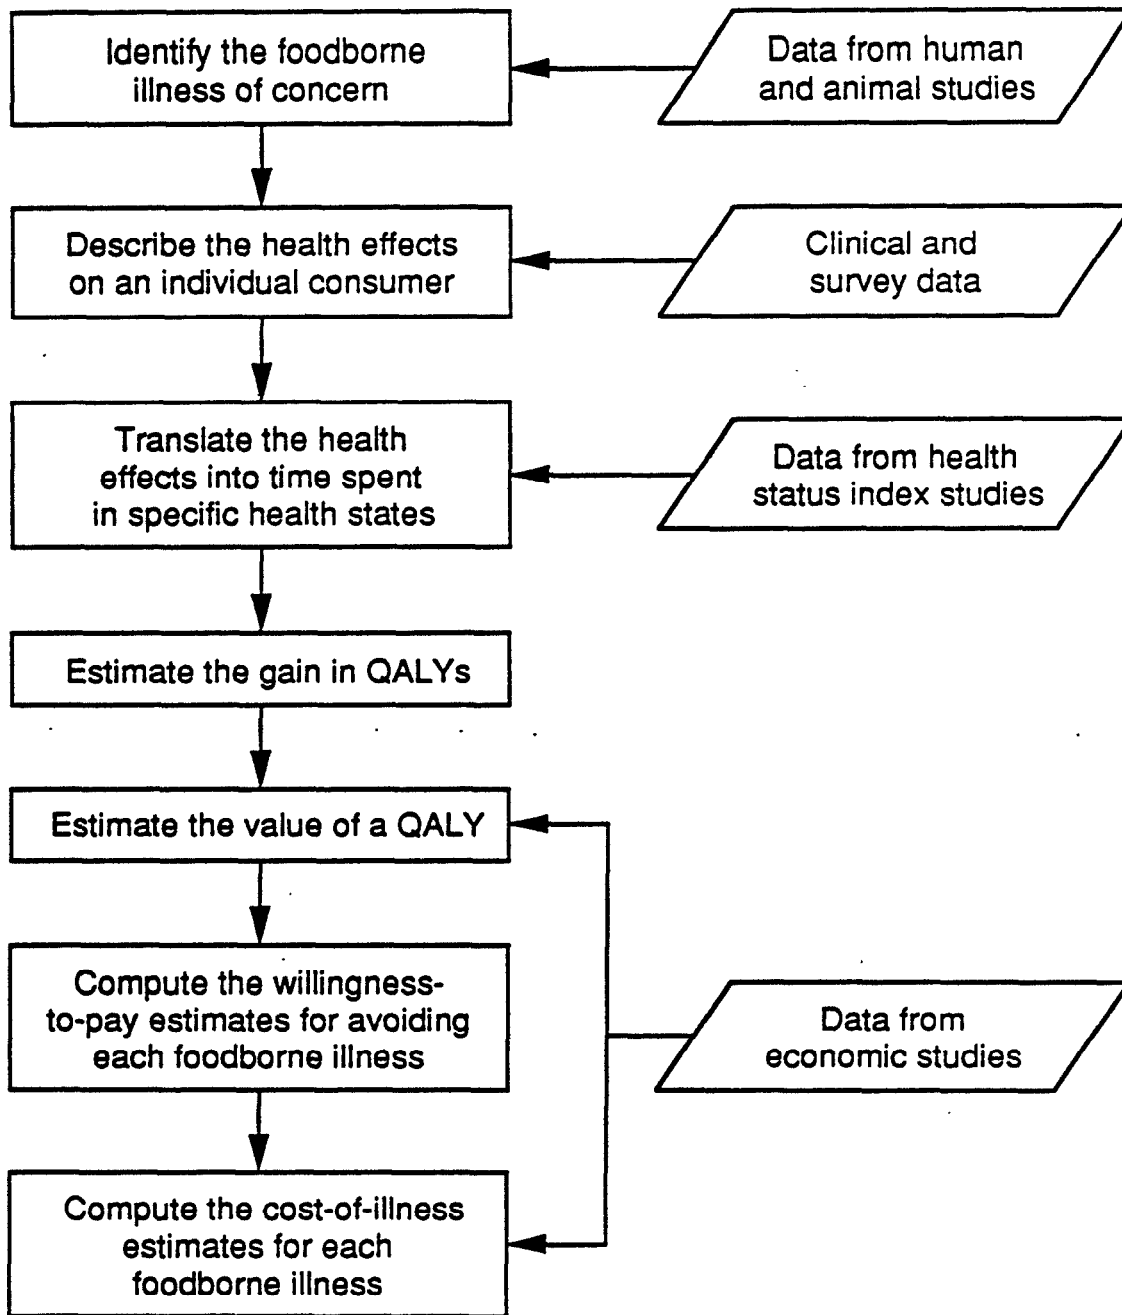 Identify the foodborne
illness of concern
Data from human
and animal studies
Describe the health effects
on an individual consumer
Clinical and
survey data
Translate the health
effects into time spent
in specific health states
Data from health
status index studies
Estimate the gain in QALYs
Estimate the value of a QALY
Compute the willingness-
to-pay estimates for avoiding
each foodborne illness
Data from
economic studies
Compute the cost-of-illness
estimates for each
foodborne illness